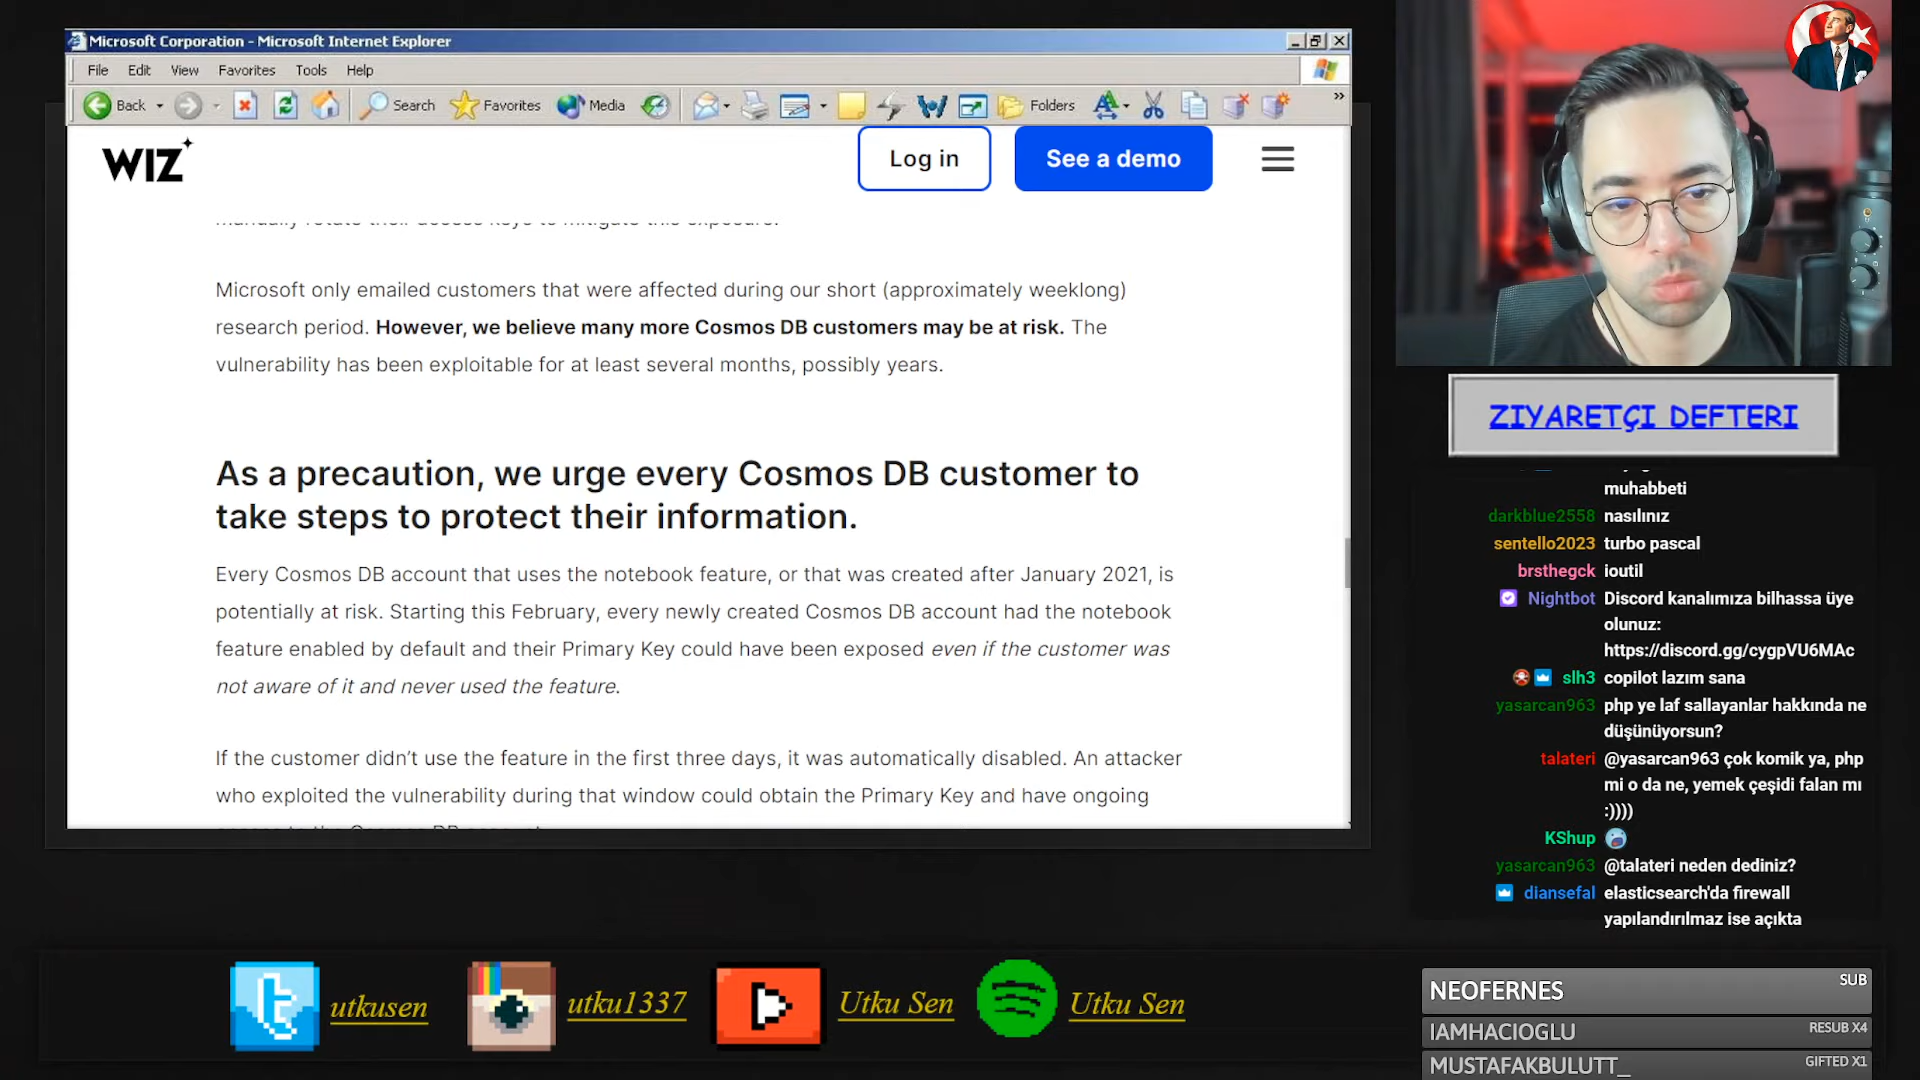 Microsoft Corporation - Microsoft Internet Explorer
File Edit View Favorites Tools Help
Back Search Favorites Media Folders
WIZ
Log in
See a demo
manually rotate their access keys to mitigate this exposure.
Microsoft only emailed customers that were affected during our short (approximately weeklong)
research period. However, we believe many more Cosmos DB customers may be at risk. The
vulnerability has been exploitable for at least several months, possibly years.
As a precaution, we urge every Cosmos DB customer to
take steps to protect their information.
Every Cosmos DB account that uses the notebook feature, or that was created after January 2021, is
potentially at risk. Starting this February, every newly created Cosmos DB account had the notebook
feature enabled by default and their Primary Key could have been exposed even if the customer was
not aware of it and never used the feature.
If the customer didn’t use the feature in the first three days, it was automatically disabled. An attacker
who exploited the vulnerability during that window could obtain the Primary Key and have ongoing
ZIYARETÇI DEFTERI
muhabbeti
darkblue2558 nasılınız
sentello2023 turbo pascal
brsthegck ioutil
Nightbot Discord kanalımıza bilhassa üye
olunuz:
https://discord.gg/cygpVU6MAc
slh3 copilot lazım sana
yasarcan963 php ye laf sallayanlar hakkında ne
düşünüyorsun?
talateri @yasarcan963 çok komik ya, php
mi o da ne, yemek çeşidi falan mı
:))))
KShup
yasarcan963 @talateri neden dediniz?
diansefal elasticsearch'da firewall
yapılandırılmaz ise açıkta
utkusen
utku1337
Utku Sen
Utku Sen
NEOFERNES SUB
IAMHACIOGLU RESUB X4
MUSTAFAKBULUTT_ GIFTED X1